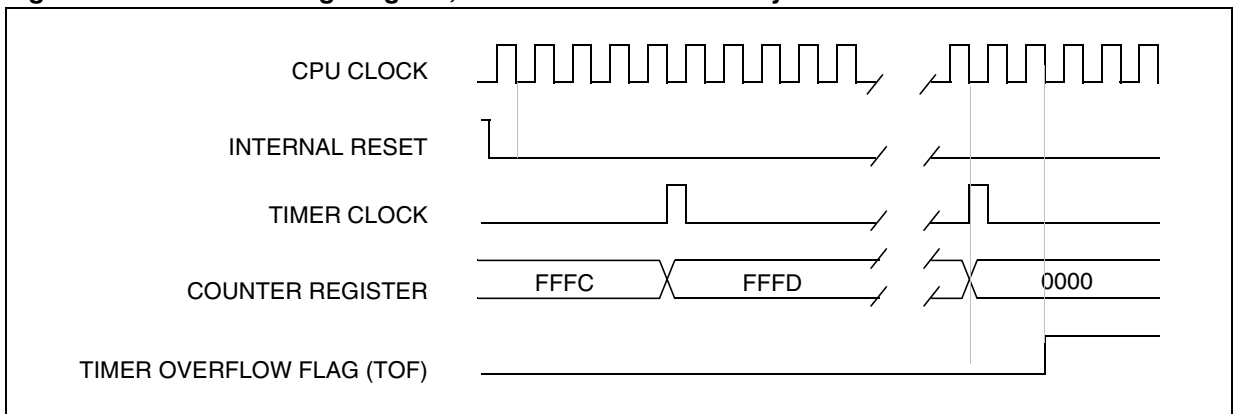 CPU CLOCK
INTERNAL RESET
TIMER CLOCK
COUNTER REGISTER FFFC FFFD 0000
TIMER OVERFLOW FLAG (TOF)